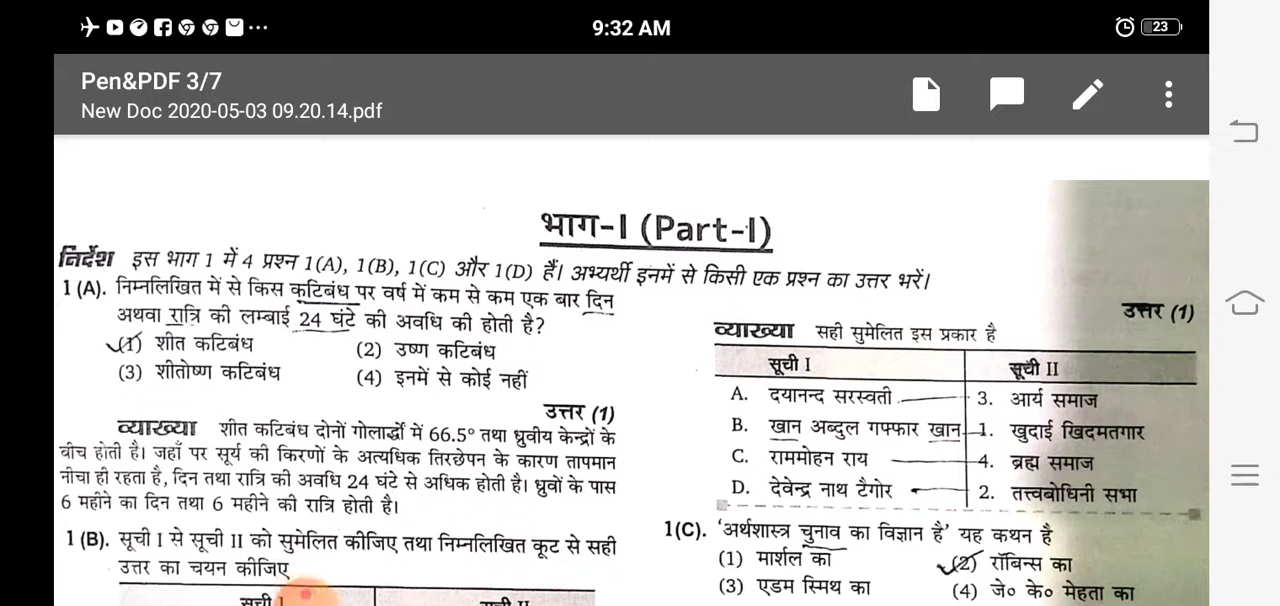 9:32 AM
23
Pen&PDF 3/7
New Doc 2020-05-03 09.20.14.pdf
भाग-I (Part-I)
निर्देश इस भाग 1 में 4 प्रश्न 1(A), 1(B), 1(C) और 1(D) हैं। अभ्यर्थी इनमें से किसी एक प्रश्न का उत्तर भरें।
1 (A). निम्नलिखित में से किस कटिबंध पर वर्ष में कम से कम एक बार दिन
अथवा रात्रि की लम्बाई 24 घंटे की अवधि की होती है?
(1) शीत कटिबंध
(2) उष्ण कटिबंध
(3) शीतोष्ण कटिबंध
(4) इनमें से कोई नहीं
उत्तर (1)
व्याख्या शीत कटिबंध दोनों गोलार्द्धों में 66.5° तथा ध्रुवीय केन्द्रों के
बीच होती है। जहाँ पर सूर्य की किरणों के अत्यधिक तिरछेपन के कारण तापमान
नीचा ही रहता है, दिन तथा रात्रि की अवधि 24 घंटे से अधिक होती है। ध्रुवों के पास
6 महीने का दिन तथा 6 महीने की रात्रि होती है।
1 (B). सूची I से सूची II को सुमेलित कीजिए तथा निम्नलिखित कूट से सही
उत्तर का चयन कीजिए
सूची I
सूची II
उत्तर (1)
व्याख्या सही सुमेलित इस प्रकार है
सूची I
सूची II
A. दयानन्द सरस्वती 3. आर्य समाज
B. खान अब्दुल गफ्फार खान 1. खुदाई खिदमतगार
C. राममोहन राय 4. ब्रह्म समाज
D. देवेन्द्र नाथ टैगोर 2. तत्त्वबोधिनी सभा
1(C). ‘अर्थशास्त्र चुनाव का विज्ञान है’ यह कथन है
(1) मार्शल का
(2) रॉबिन्स का
(3) एडम स्मिथ का
(4) जे० के० मेहता का